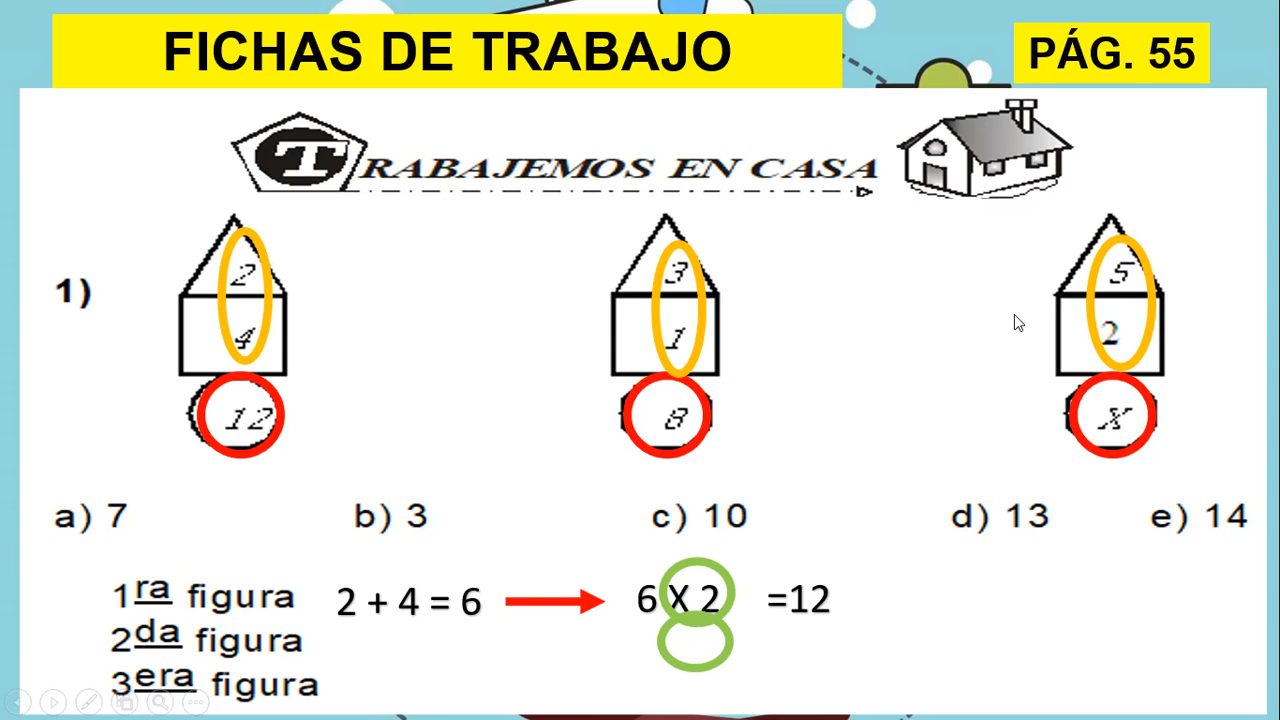 FICHAS DE TRABAJO
PÁG. 55
TRABAJEMOS EN CASA
1)
2 3 5
4 1 2
12 8 X
a) 7 b) 3 c) 10 d) 13 e) 14
1ra figura 2 + 4 = 6 6 X 2 =12
2da figura
3era figura